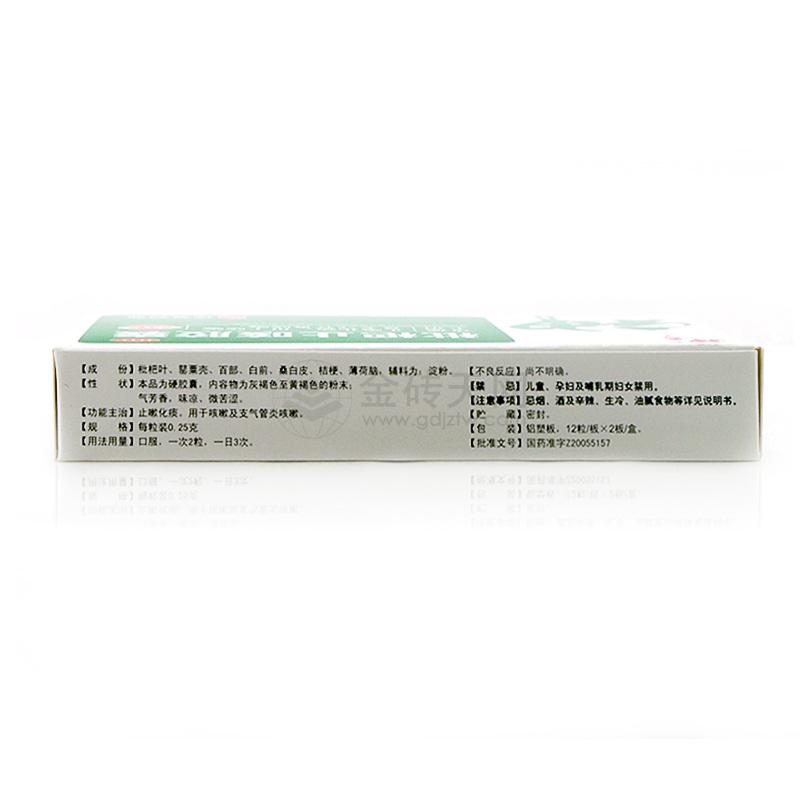 枇杷止咳胶囊
【成　份】枇杷叶、罂粟壳、百部、白前、桑白皮、桔梗、薄荷脑，辅料为：淀粉。
【性　状】本品为硬胶囊，内容物为灰褐色至黄褐色的粉末；
气芳香，味凉、微苦涩。
【功能主治】止嗽化痰，用于咳嗽及支气管炎咳嗽。
【规　格】每粒装0.25克
【用法用量】口服，一次2粒，一日3次。
【不良反应】尚不明确。
【禁　忌】儿童、孕妇及哺乳期妇女禁用。
【注意事项】忌烟、酒及辛辣、生冷、油腻食物等详见说明书。
【贮　藏】密封。
【包　装】铝塑板，12粒/板×2板/盒。
【批准文号】国药准字Z20055157
金砖
www.gdjztw.com